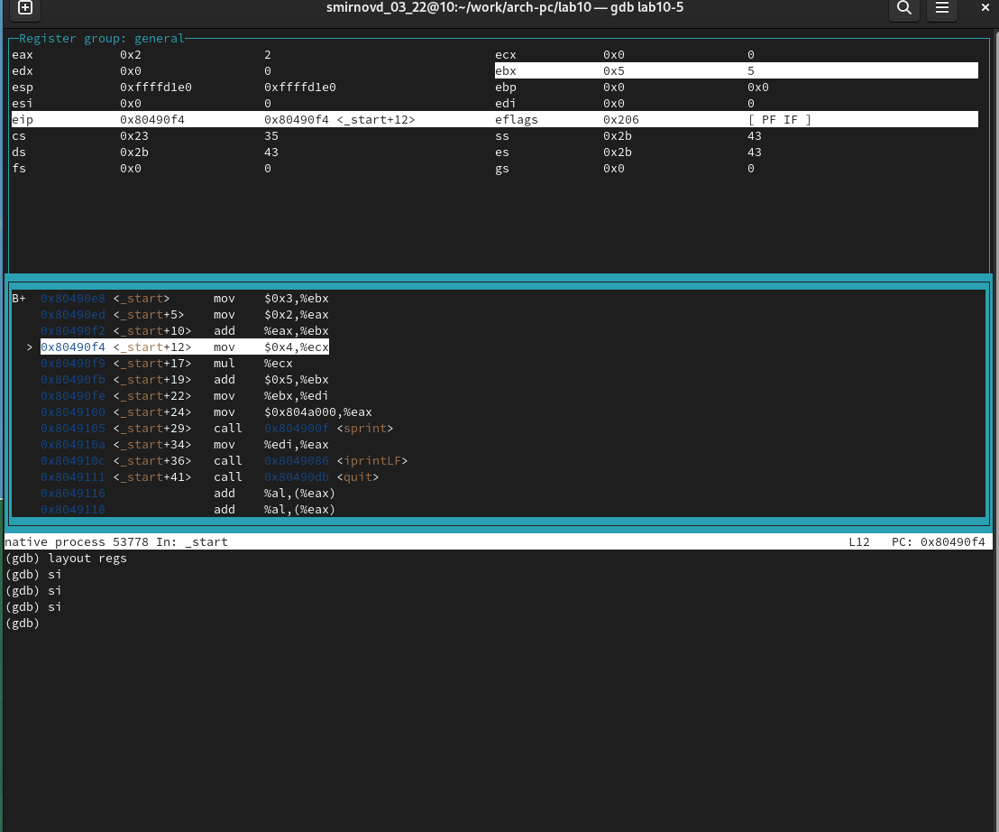 smirnovd_03_22@10:~/work/arch-pc/lab10 — gdb lab10-5
Register group: general
eax 0x2 2 ecx 0x0 0
edx 0x0 0 ebx 0x5 5
esp 0xffffd1e0 0xffffd1e0 ebp 0x0 0x0
esi 0x0 0 edi 0x0 0
eip 0x80490f4 0x80490f4 <_start+12> eflags 0x206 [ PF IF ]
cs 0x23 35 ss 0x2b 43
ds 0x2b 43 es 0x2b 43
fs 0x0 0 gs 0x0 0
B+ 0x80490e8 <_start> mov $0x3,%ebx
0x80490ed <_start+5> mov $0x2,%eax
0x80490f2 <_start+10> add %eax,%ebx
> 0x80490f4 <_start+12> mov $0x4,%ecx
0x80490f9 <_start+17> mul %ecx
0x80490fb <_start+19> add $0x5,%ebx
0x80490fe <_start+22> mov %ebx,%edi
0x8049100 <_start+24> mov $0x804a000,%eax
0x8049105 <_start+29> call 0x804900f <sprint>
0x804910a <_start+34> mov %edi,%eax
0x804910c <_start+36> call 0x8049086 <iprintLF>
0x8049111 <_start+41> call 0x80490db <quit>
0x8049116 add %al,(%eax)
0x8049118 add %al,(%eax)
native process 53778 In: _start L12 PC: 0x80490f4
(gdb) layout regs
(gdb) si
(gdb) si
(gdb) si
(gdb)